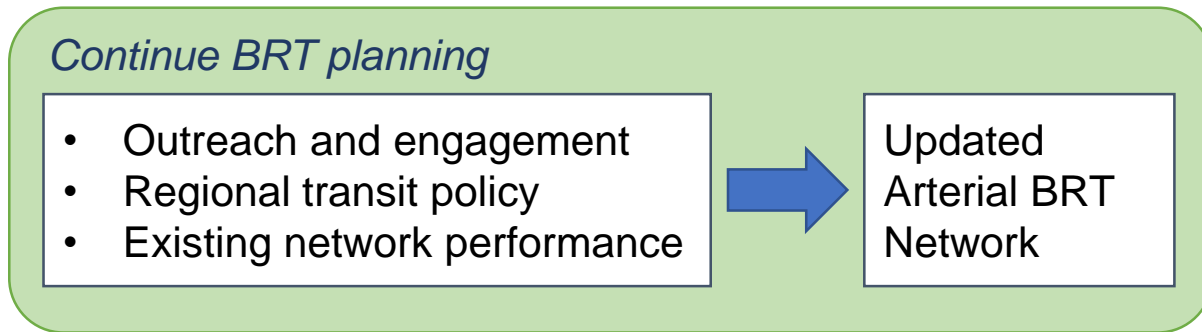 Continue BRT planning
• Outreach and engagement
• Regional transit policy
• Existing network performance
Updated
Arterial BRT
Network